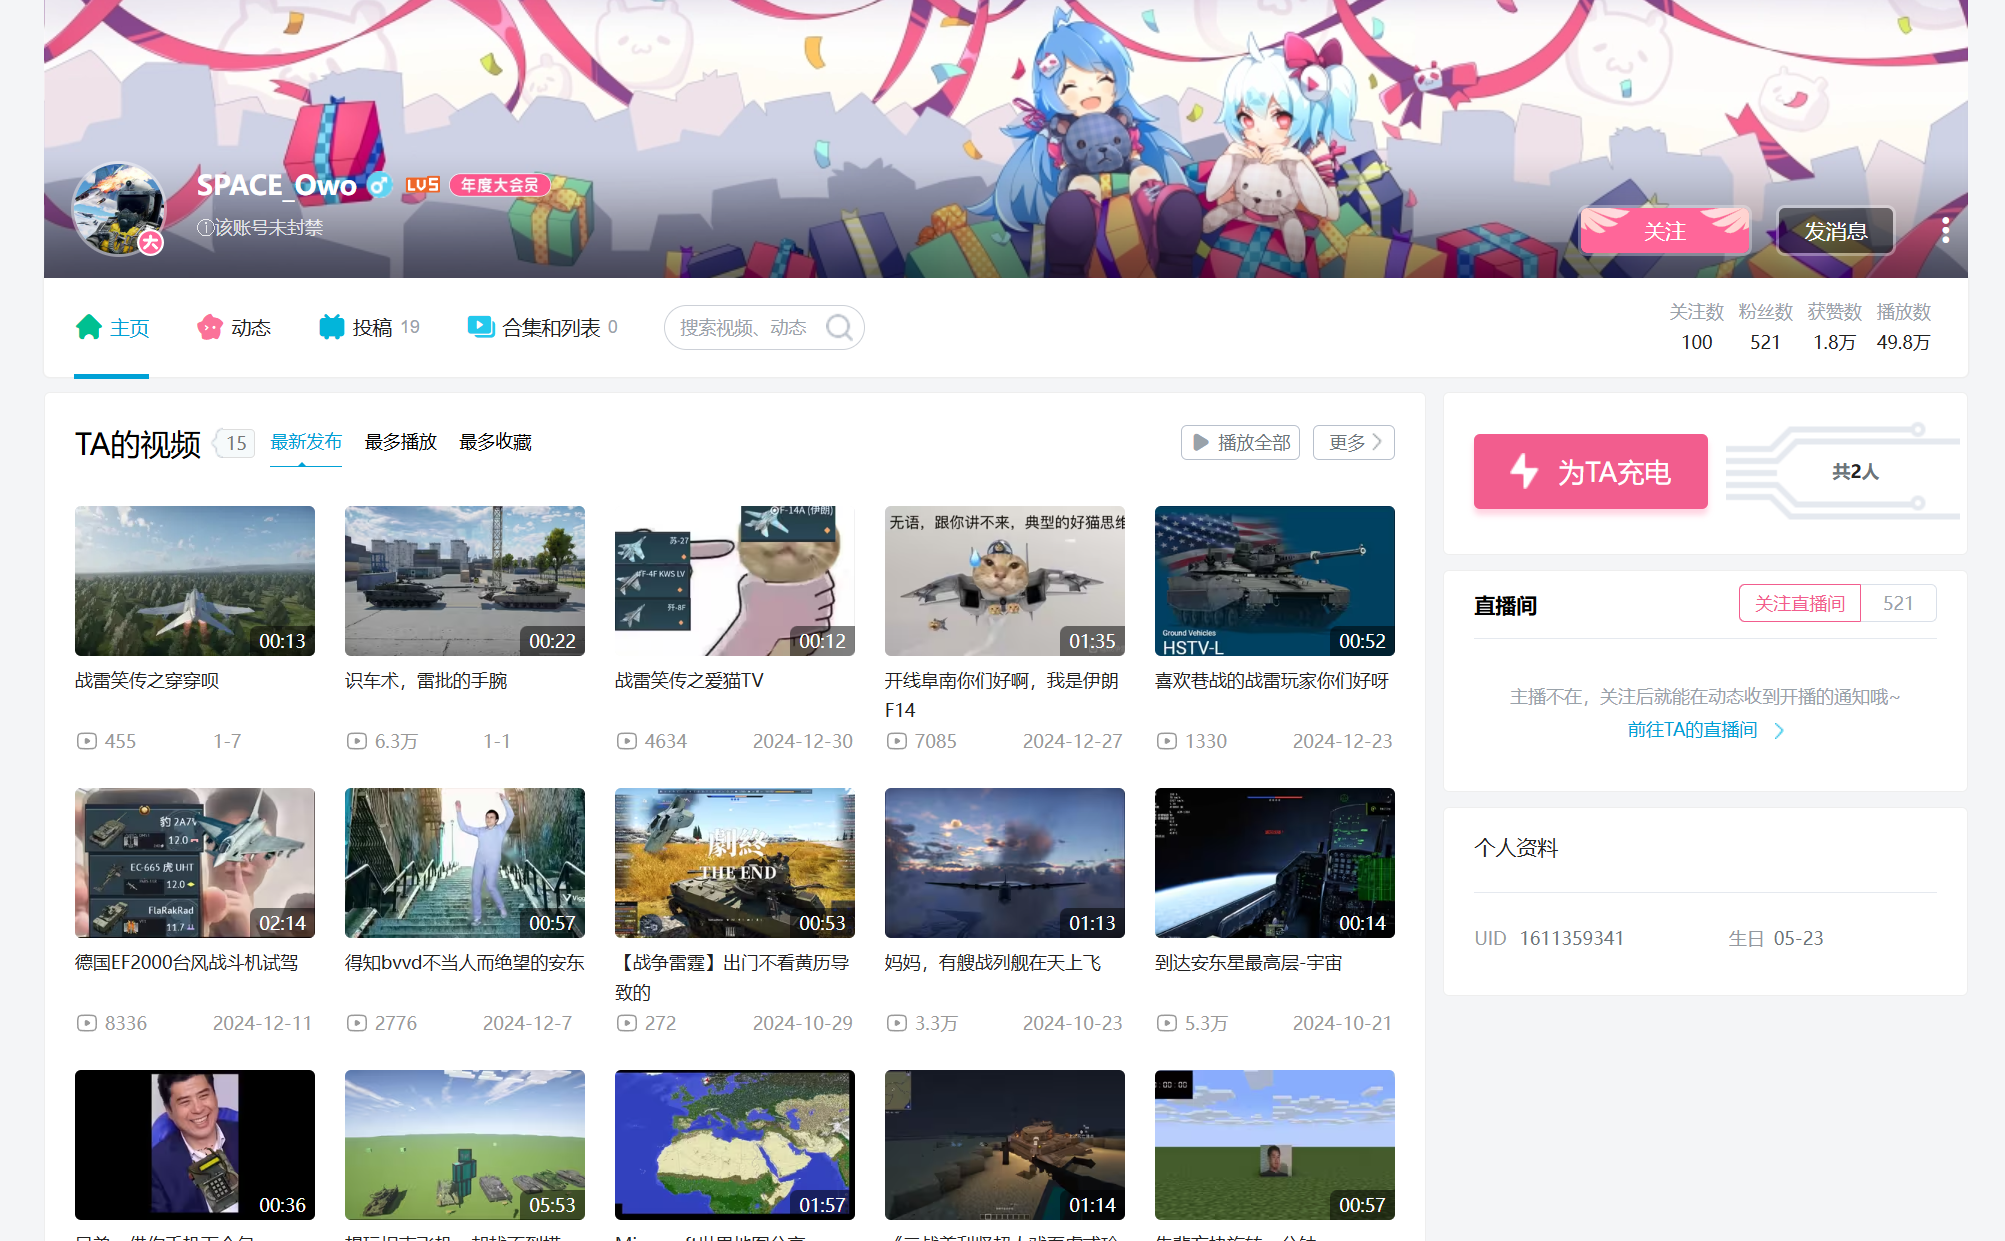 SPACE_Owo LV5 年度大会员
大
该账号未封禁
关注
发消息
主页
动态
投稿 19
合集和列表 0
搜索视频、动态
关注数 粉丝数 获赞数 播放数
100 521 1.8万 49.8万
TA的视频 15 最新发布 最多播放 最多收藏
播放全部
更多
00:13
战雷笑传之穿穿呗
455 1-7
00:22
识车术，雷批的手腕
6.3万 1-1
F-14A (伊朗)
苏-27
F-4F KWS LV
歼-8F
00:12
战雷笑传之爱猫TV
4634 2024-12-30
无语，跟你讲不来，典型的好猫思维
01:35
开线阜南你们好啊，我是伊朗
F14
7085 2024-12-27
Ground Vehicles
HSTV-L
00:52
喜欢巷战的战雷玩家你们好呀
1330 2024-12-23
豹 2A7V
12.0
EC-665 虎 UHT
12.0
FlaRakRad
11.7
02:14
德国EF2000台风战斗机试驾
8336 2024-12-11
00:57
得知bvvd不当人而绝望的安东
2776 2024-12-7
劇終
THE END
00:53
【战争雷霆】出门不看黄历导
致的
272 2024-10-29
01:13
妈妈，有艘战列舰在天上飞
3.3万 2024-10-23
00:14
到达安东星最高层-宇宙
5.3万 2024-10-21
00:36
05:53
01:57
01:14
00:57
为TA充电
共2人
直播间
关注直播间 521
主播不在，关注后就能在动态收到开播的通知哦~
前往TA的直播间
个人资料
UID 1611359341
生日 05-23